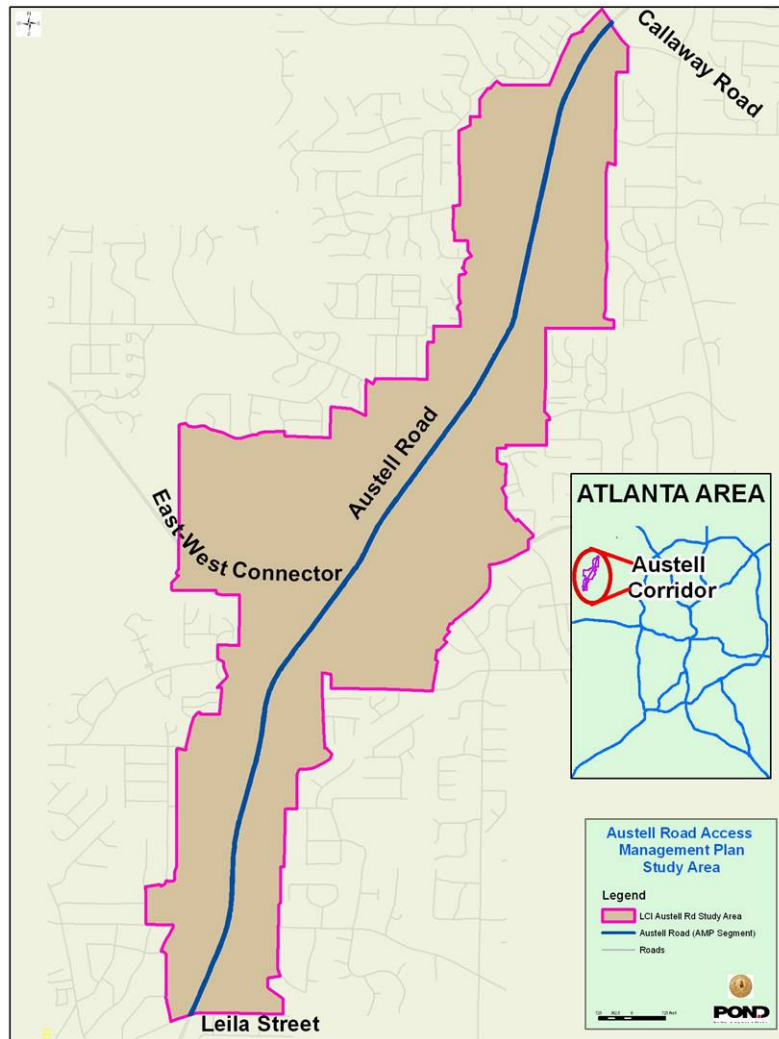 Callaway Road
Austell Road
East-West Connector
Leila Street
ATLANTA AREA
Austell
Corridor
Austell Road Access
Management Plan
Study Area
Legend
LCI Austell Rd Study Area
Austell Road (AMP Segment)
Roads
POND